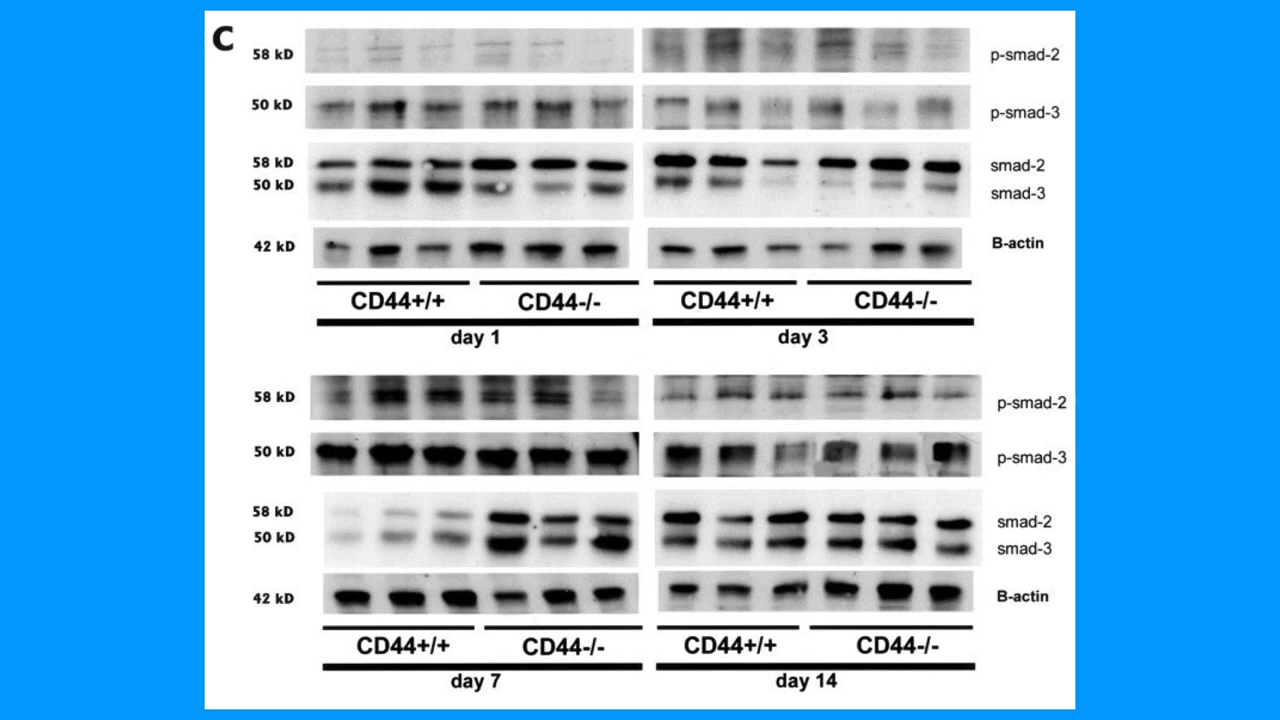 C
58 kD p-smad-2
50 kD p-smad-3
58 kD smad-2
50 kD smad-3
42 kD B-actin
CD44+/+ CD44-/- CD44+/+ CD44-/-
day 1 day 3
58 kD p-smad-2
50 kD p-smad-3
58 kD smad-2
50 kD smad-3
42 kD B-actin
CD44+/+ CD44-/- CD44+/+ CD44-/-
day 7 day 14